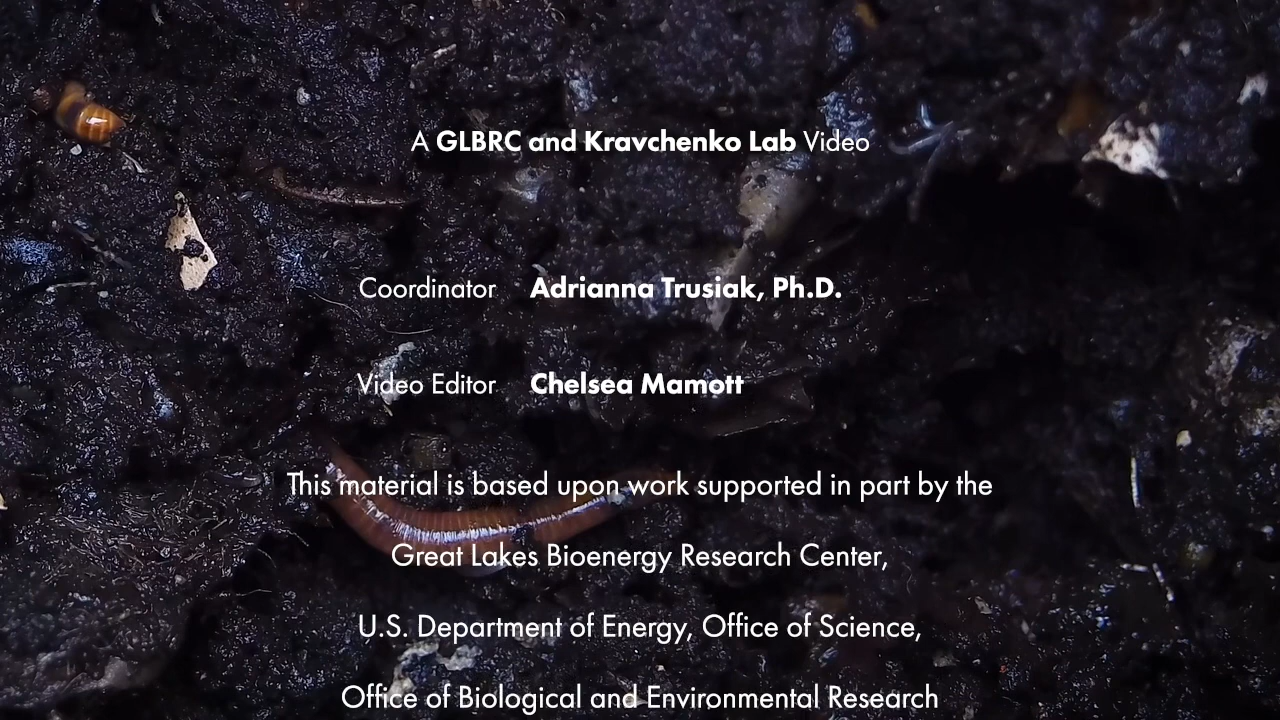 A GLBRC and Kravchenko Lab Video
Coordinator Adrianna Trusiak, Ph.D.
Video Editor Chelsea Mamott
This material is based upon work supported in part by the
Great Lakes Bioenergy Research Center,
U.S. Department of Energy, Office of Science,
Office of Biological and Environmental Research